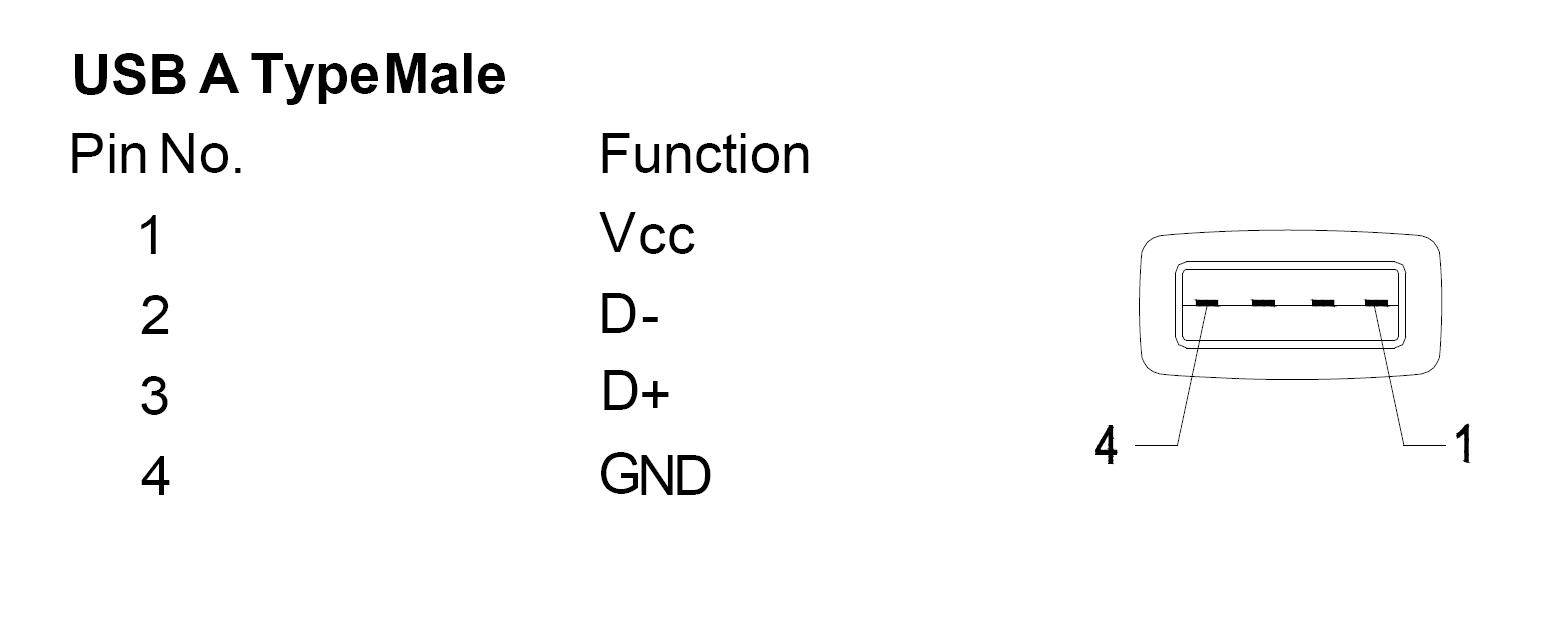 USB A TypeMale
Pin No. Function
1 Vcc
2 D-
3 D+
4 GND
4 1